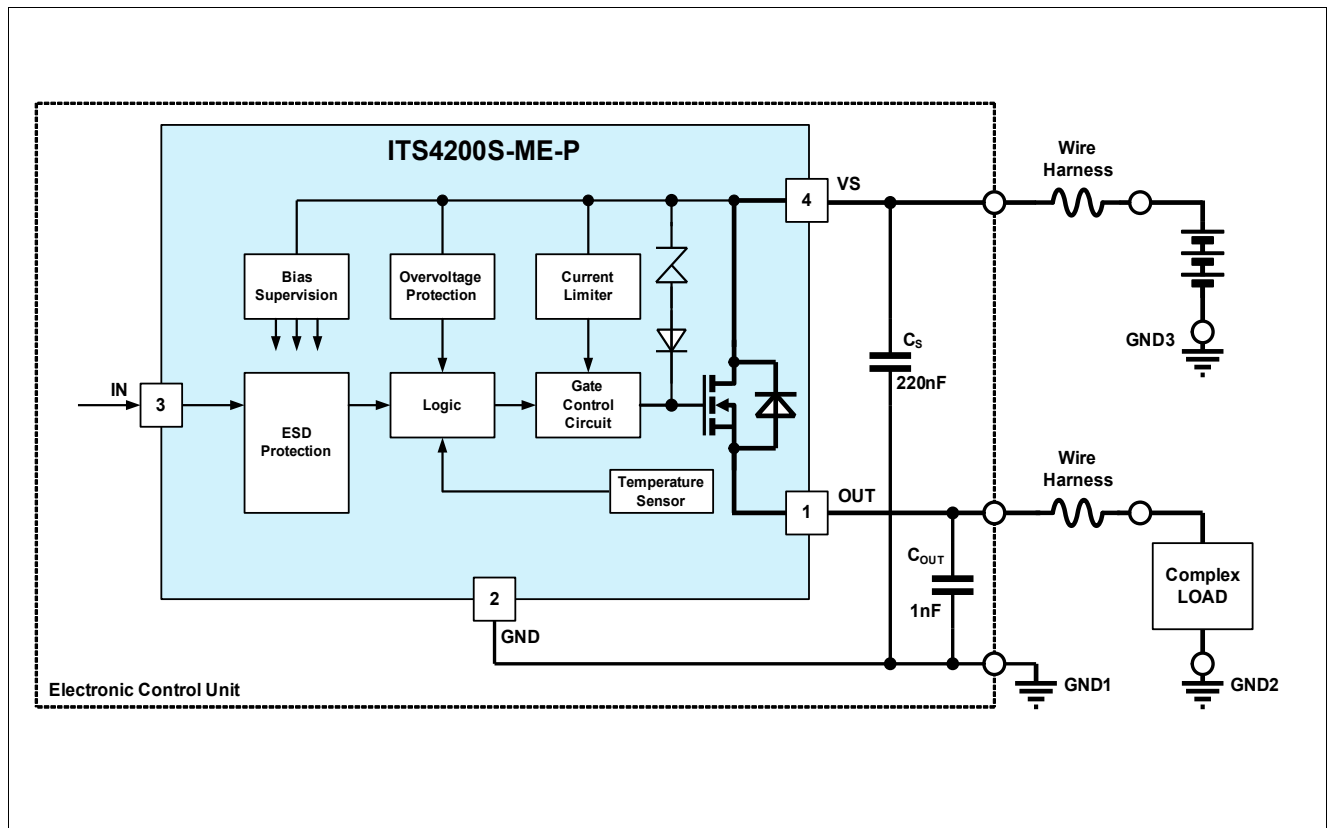 ITS4200S-ME-P
VS
4
Wire
Harness
Bias
Supervision
Overvoltage
Protection
Current
Limiter
GND3
CS
220nF
IN
3
ESD
Protection
Logic
Gate
Control
Circuit
Temperature
Sensor
OUT
1
Wire
Harness
COUT
1nF
Complex
LOAD
2
GND
GND1
GND2
Electronic Control Unit